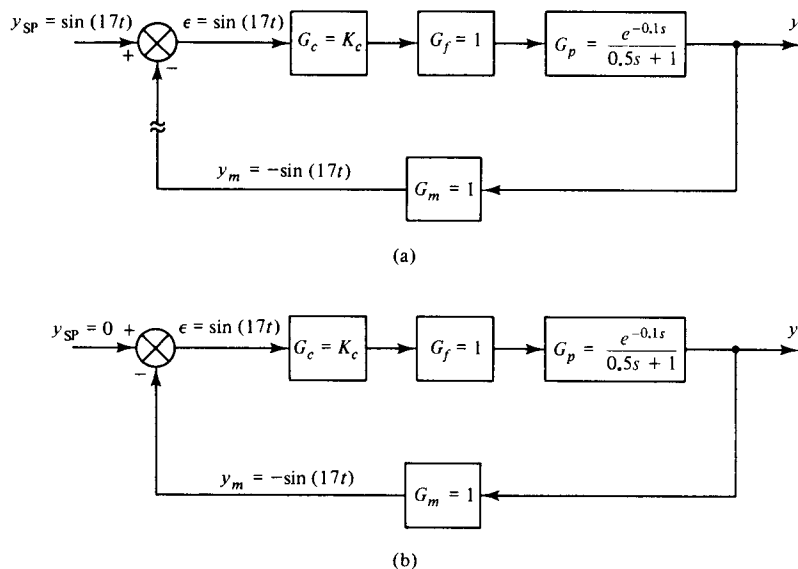 y_SP = sin (17t) + − ϵ = sin (17t) G_c = K_c G_f = 1 G_p = e^{-0.1s} / (0.5s + 1) y
y_m = −sin (17t) G_m = 1
(a)
y_SP = 0 + − ϵ = sin (17t) G_c = K_c G_f = 1 G_p = e^{-0.1s} / (0.5s + 1) y
y_m = −sin (17t) G_m = 1
(b)